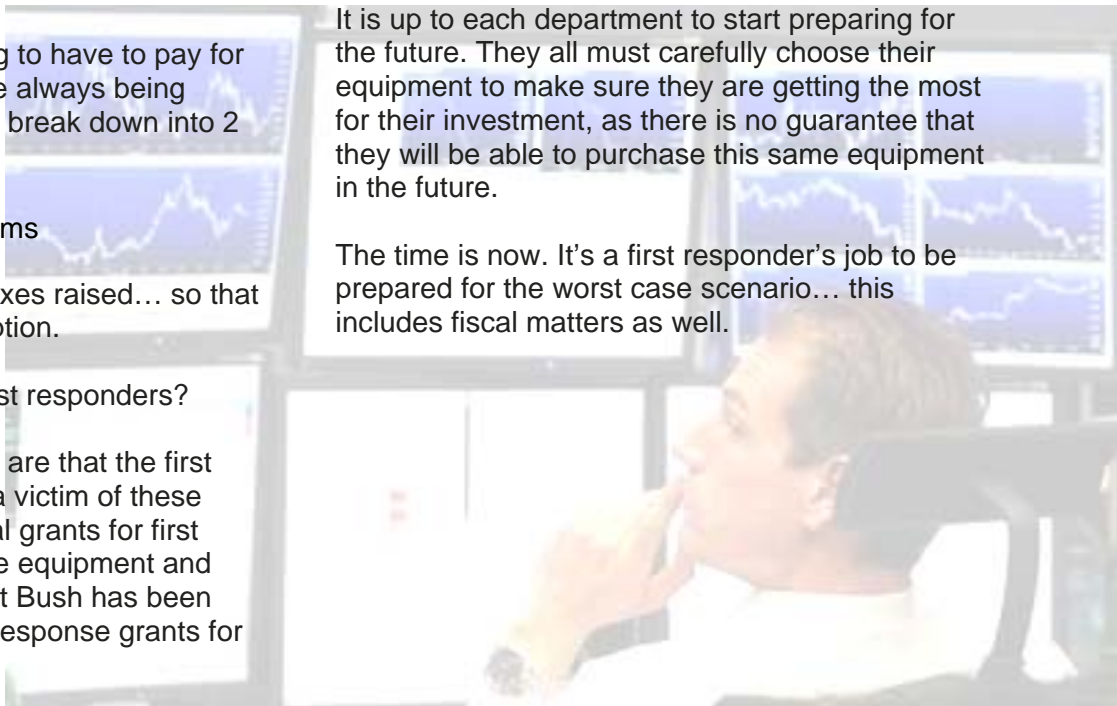 g to have to pay for
e always being
break down into 2
ms
xes raised… so that
otion.
st responders?
are that the first
a victim of these
al grants for first
e equipment and
t Bush has been
esponse grants for
It is up to each department to start preparing for
the future. They all must carefully choose their
equipment to make sure they are getting the most
for their investment, as there is no guarantee that
they will be able to purchase this same equipment
in the future.
The time is now. It’s a first responder’s job to be
prepared for the worst case scenario… this
includes fiscal matters as well.